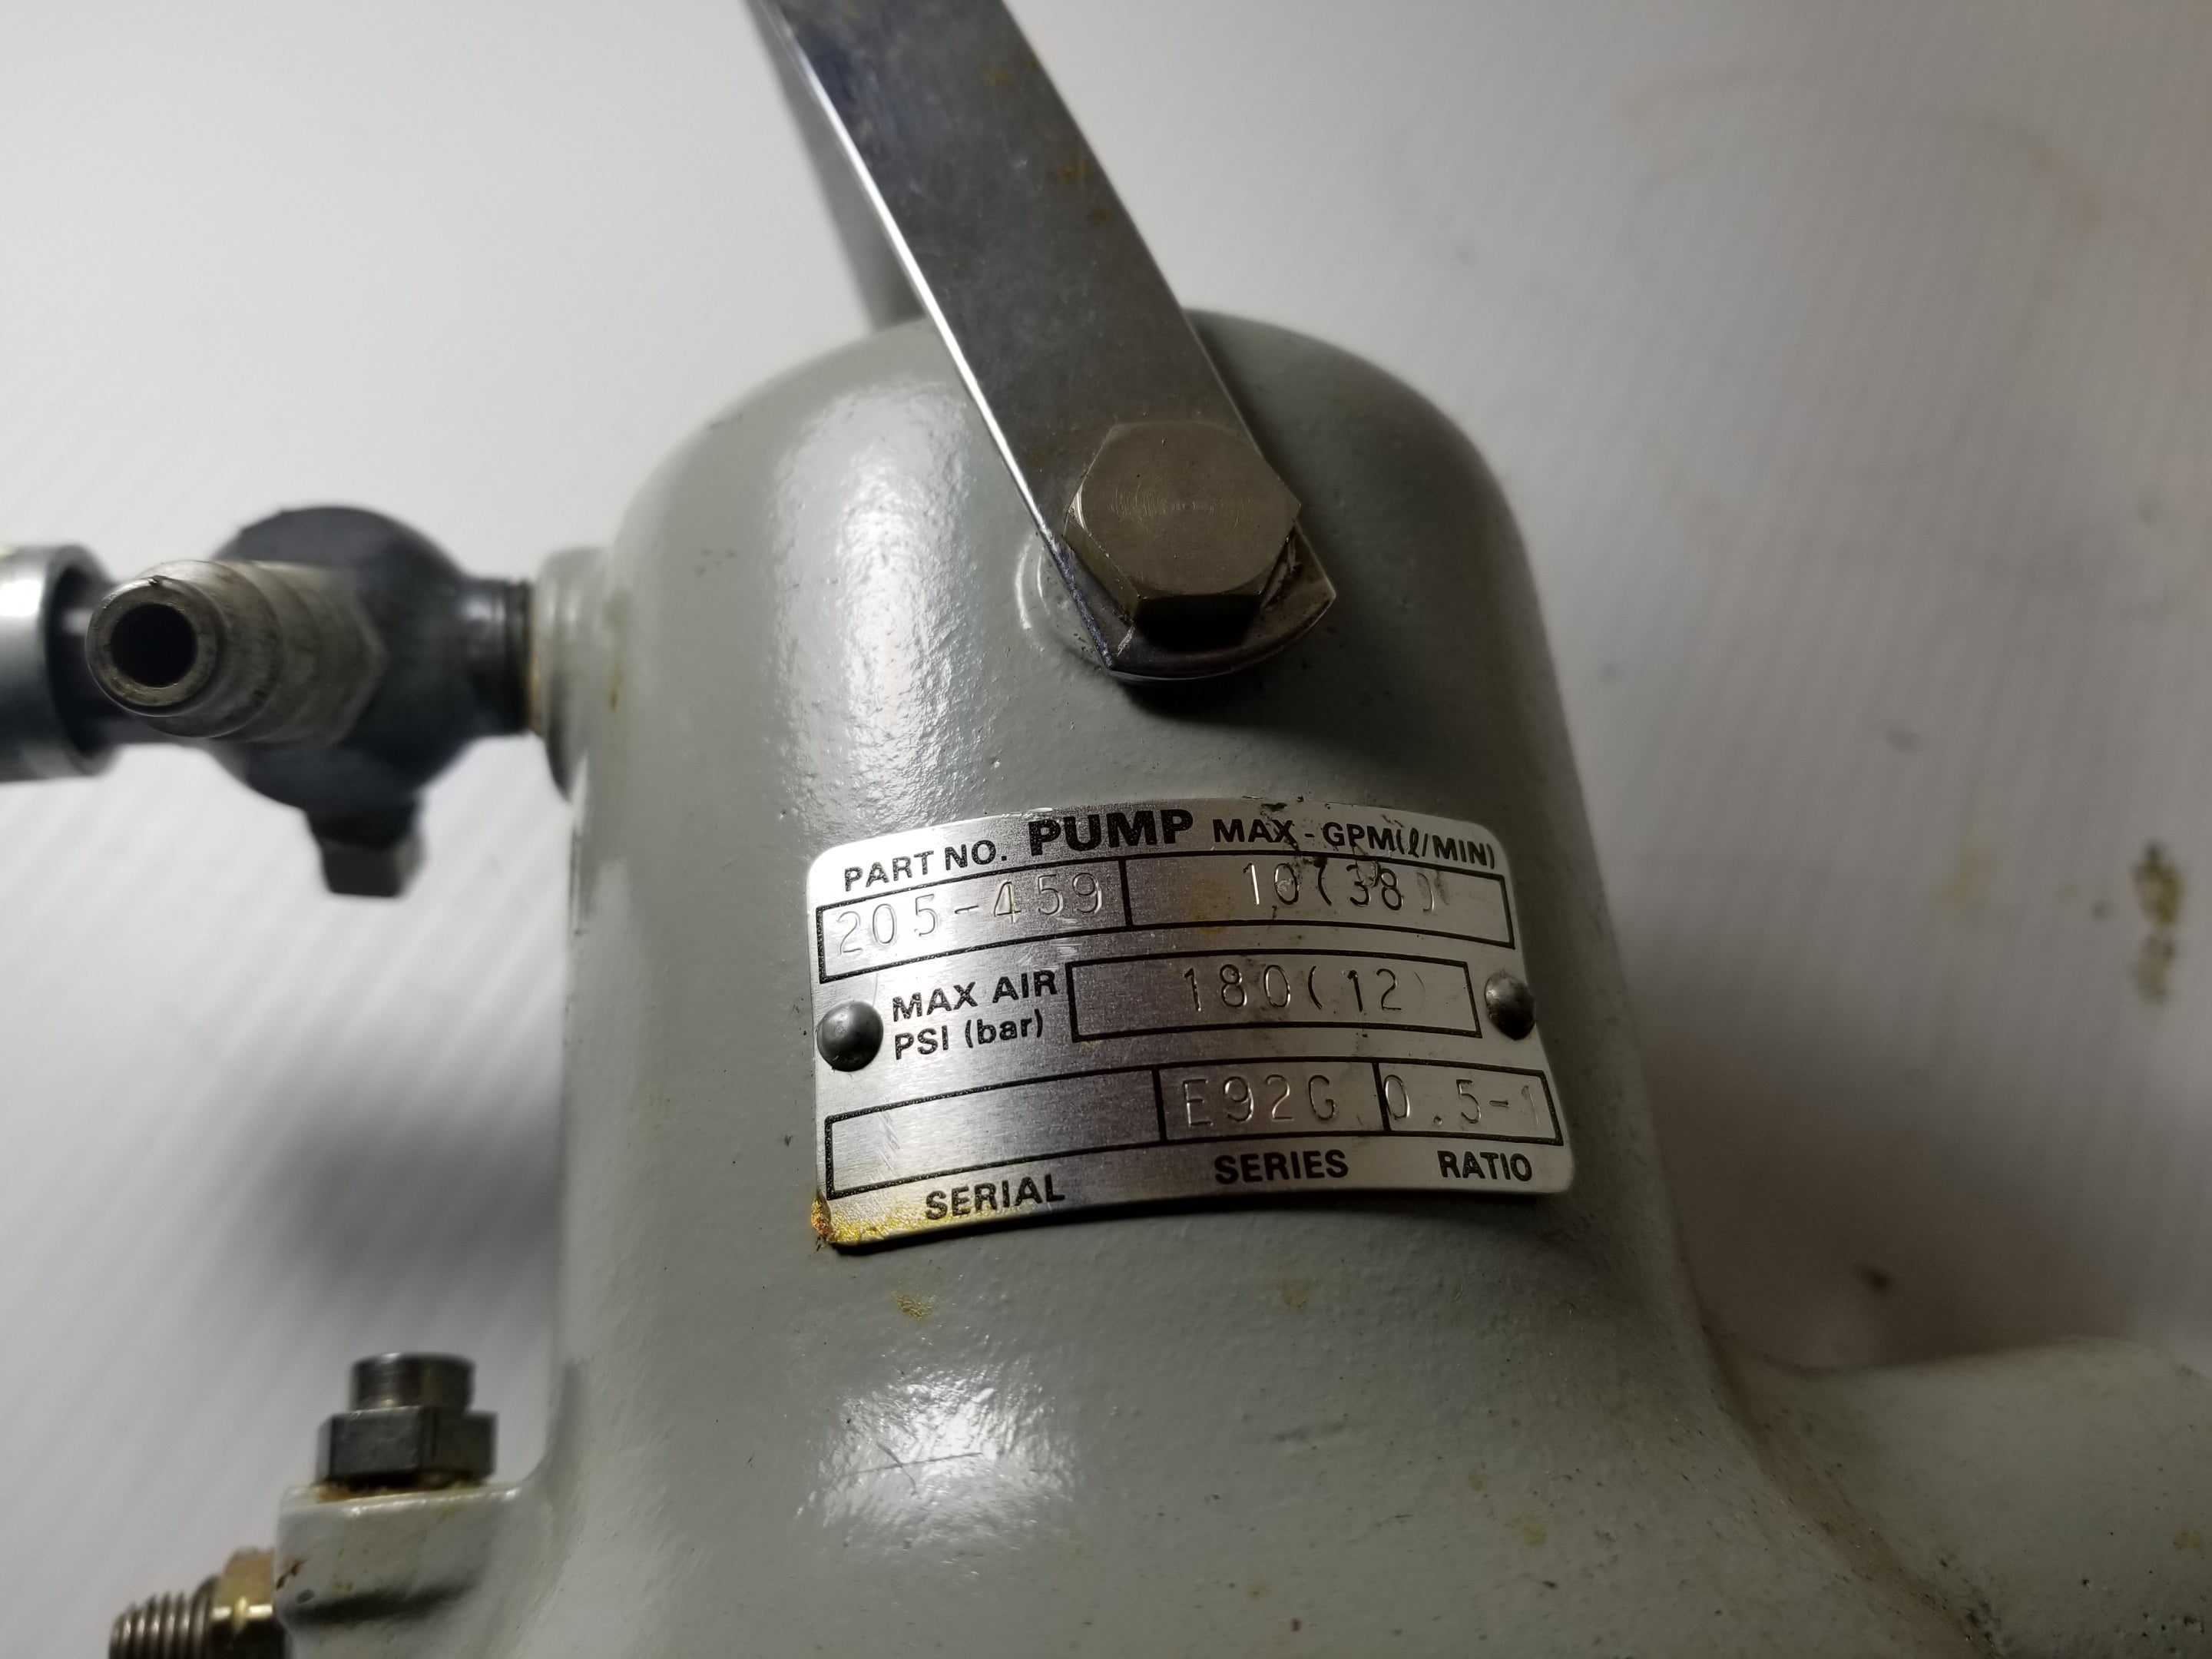 PART NO. PUMP MAX-GPM(ℓ/MIN)
205-459 10(38)
MAX AIR 180(12)
PSI (bar)
E92G 0.5-1
SERIAL SERIES RATIO